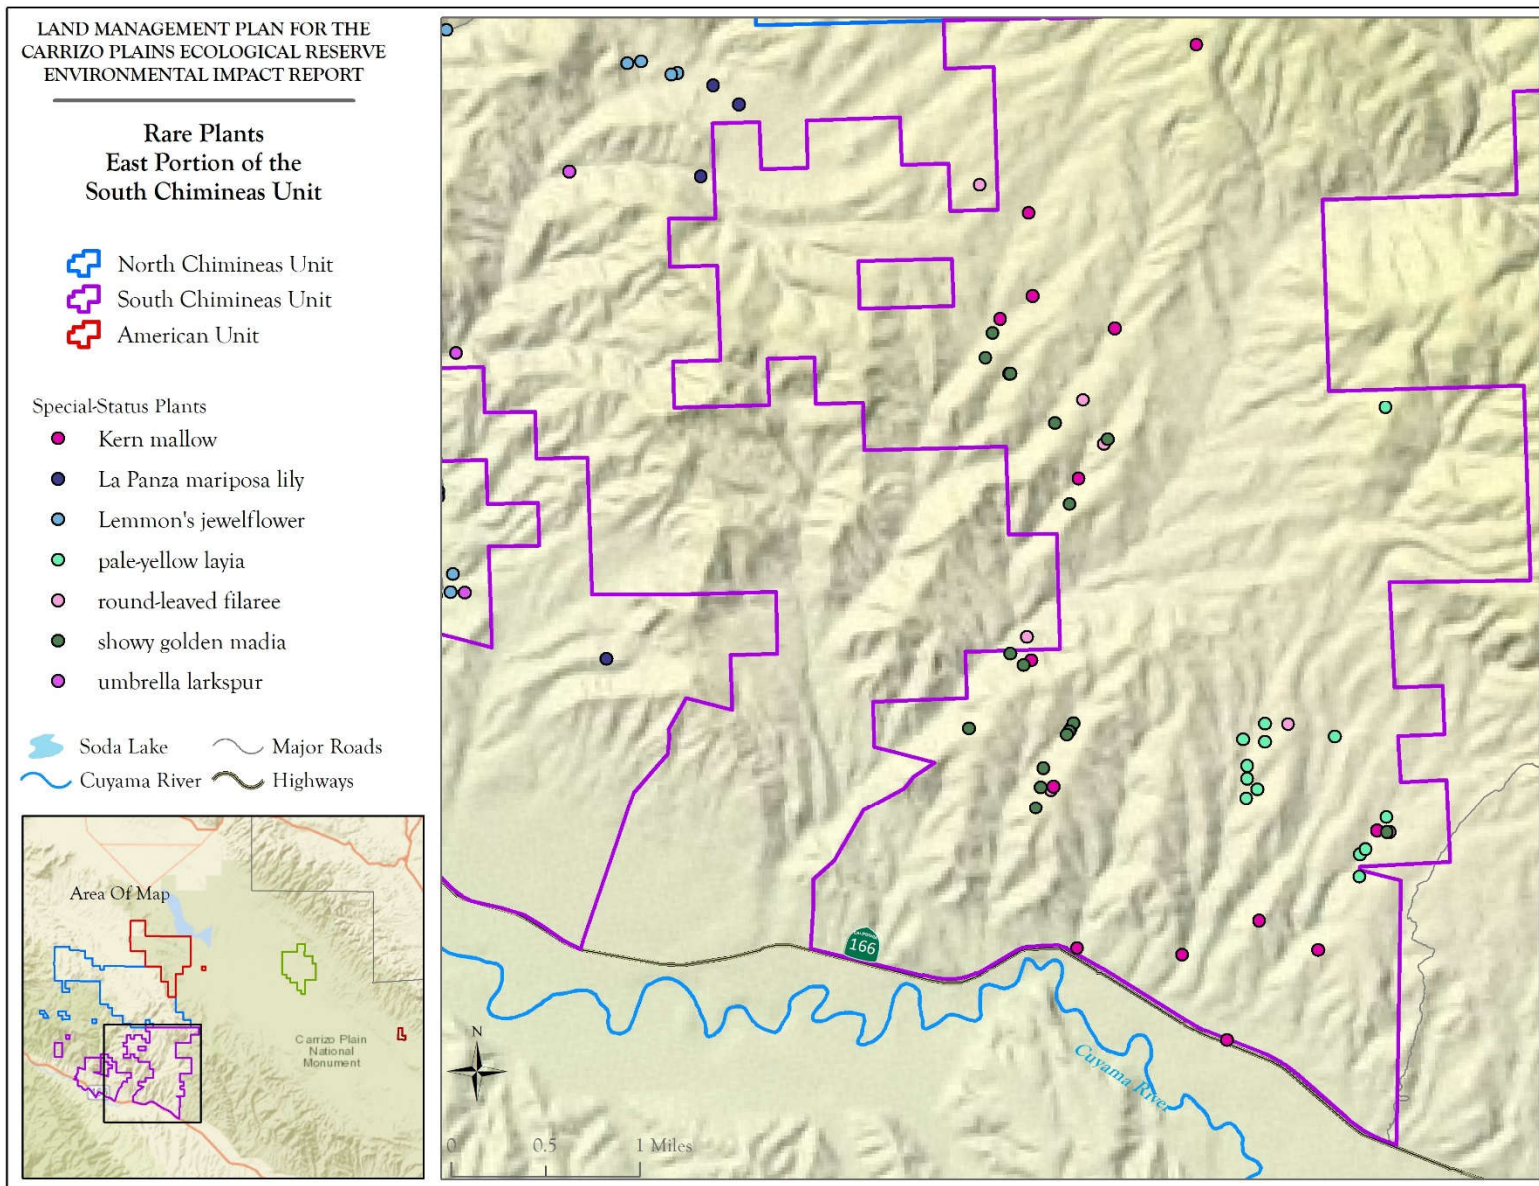 LAND MANAGEMENT PLAN FOR THE
CARRIZO PLAINS ECOLOGICAL RESERVE
ENVIRONMENTAL IMPACT REPORT
Rare Plants
East Portion of the
South Chimineas Unit
North Chimineas Unit
South Chimineas Unit
American Unit
Special-Status Plants
Kern mallow
La Panza mariposa lily
Lemmon's jewelflower
pale-yellow layia
round-leaved filaree
showy golden madia
umbrella larkspur
Soda Lake
Major Roads
Cuyama River
Highways
Area Of Map
Carrizo Plain
National
Monument
166
Cuyama River
N
0 0.5 1 Miles